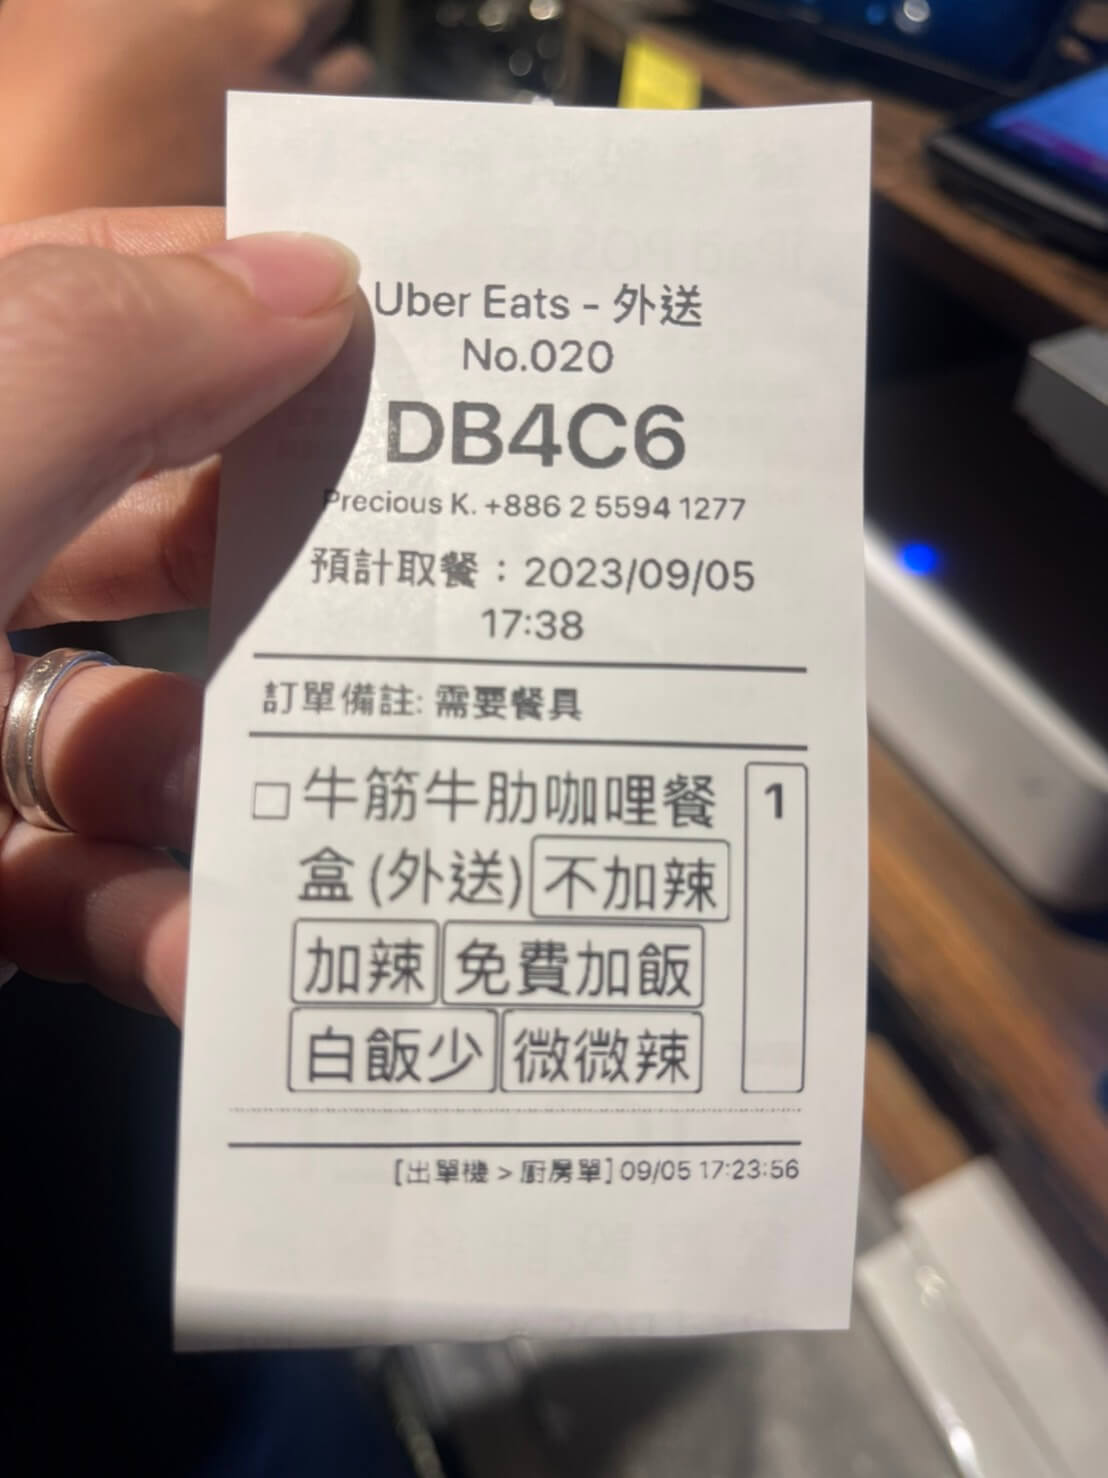 Uber Eats - 外送
No.020
DB4C6
Precious K. +886 2 5594 1277
預計取餐：2023/09/05
17:38
訂單備註: 需要餐具
□ 牛筋牛肋咖哩餐 1
盒 (外送) 不加辣
加辣 免費加飯
白飯少 微微辣
[出單機 > 廚房單] 09/05 17:23:56